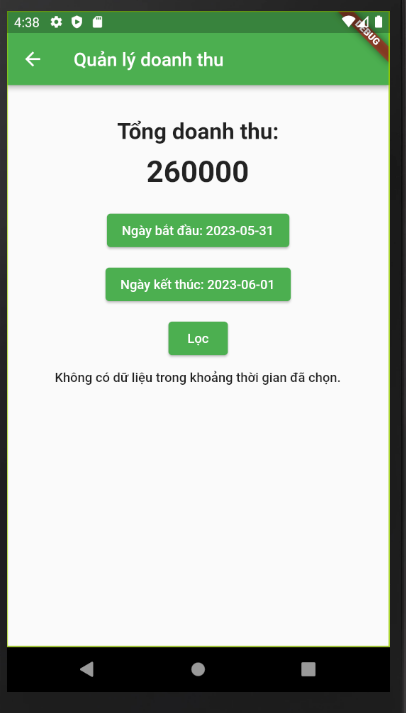 4:38
DEBUG
Quản lý doanh thu
Tổng doanh thu:
260000
Ngày bắt đầu: 2023-05-31
Ngày kết thúc: 2023-06-01
Lọc
Không có dữ liệu trong khoảng thời gian đã chọn.